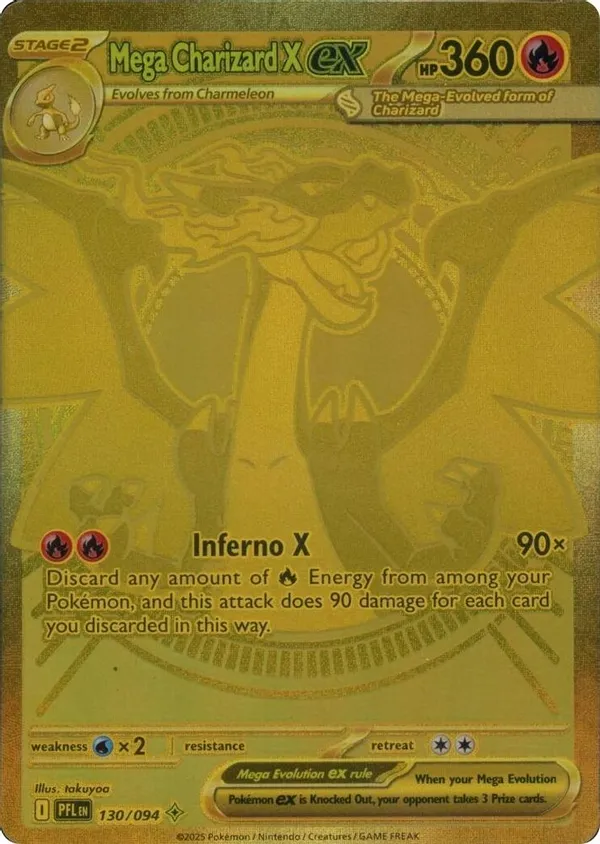 STAGE2
Mega Charizard X ex
HP360
Evolves from Charmeleon
The Mega-Evolved form of
Charizard
Inferno X 90×
Discard any amount of Energy from among your
Pokémon, and this attack does 90 damage for each card
you discarded in this way.
weakness ×2 resistance retreat
Mega Evolution ex rule
When your Mega Evolution
Pokémon ex is Knocked Out, your opponent takes 3 Prize cards.
Illus. takuyoa
I PFL EN 130/094
©2025 Pokémon / Nintendo / Creatures / GAME FREAK